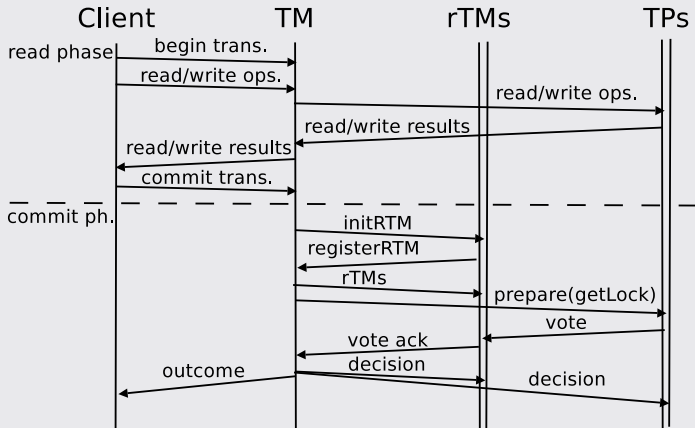 Client TM rTMs TPs
begin trans.
read phase
read/write ops.
read/write ops.
read/write results
read/write results
commit trans.
commit ph.
initRTM
registerRTM
rTMs
prepare(getLock)
vote
vote ack
decision
outcome
decision